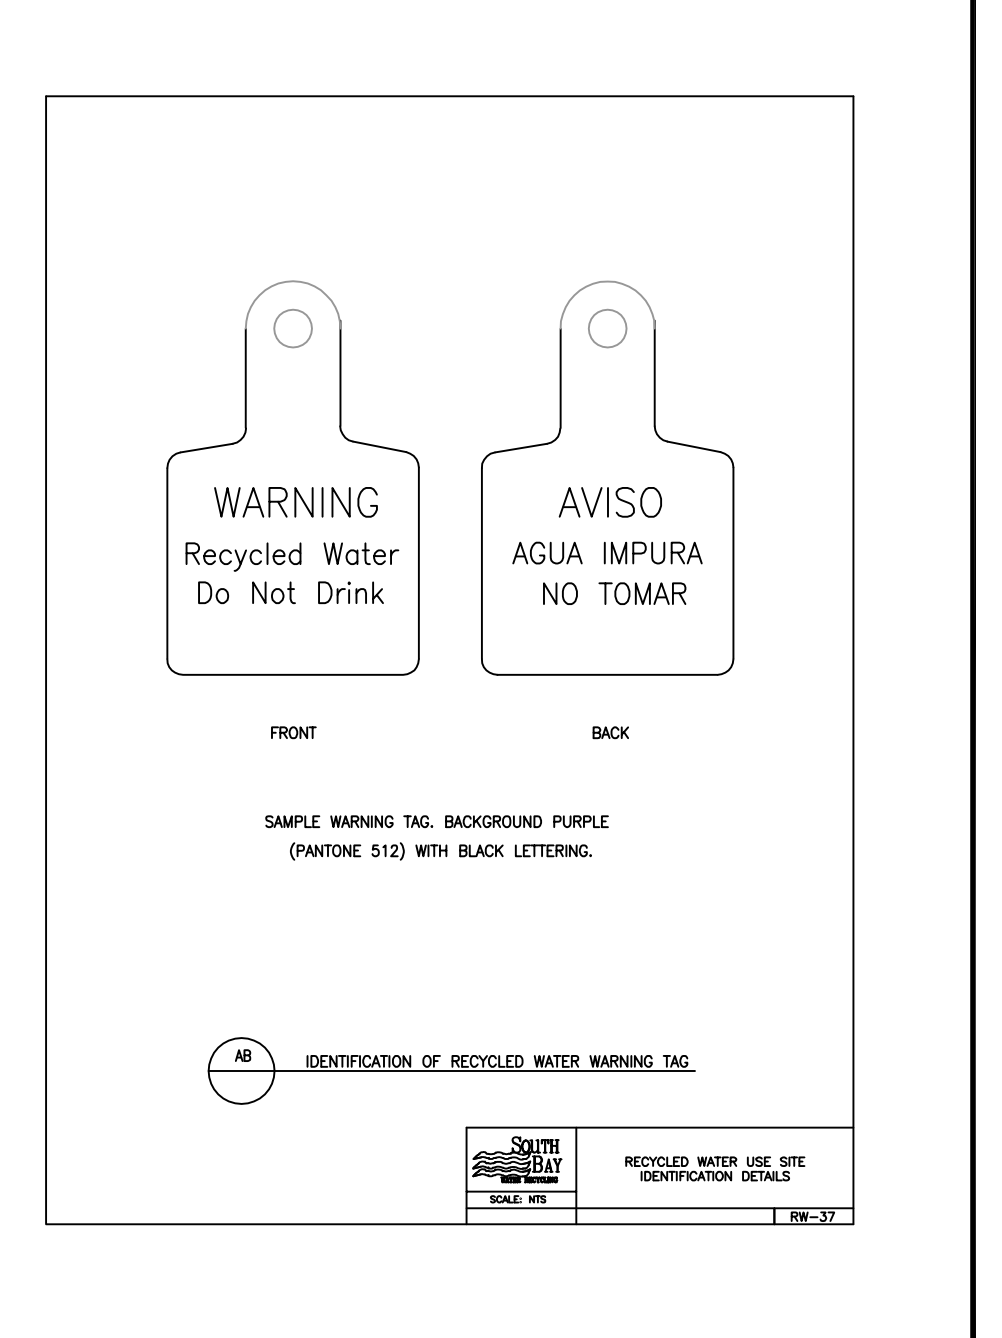 WARNING
Recycled Water
Do Not Drink
AVISO
AGUA IMPURA
NO TOMAR
FRONT
BACK
SAMPLE WARNING TAG. BACKGROUND PURPLE
(PANTONE 512) WITH BLACK LETTERING.
AB
IDENTIFICATION OF RECYCLED WATER WARNING TAG
SOUTH
BAY
WATER RECYCLING
SCALE: NTS
RECYCLED WATER USE SITE
IDENTIFICATION DETAILS
RW-37